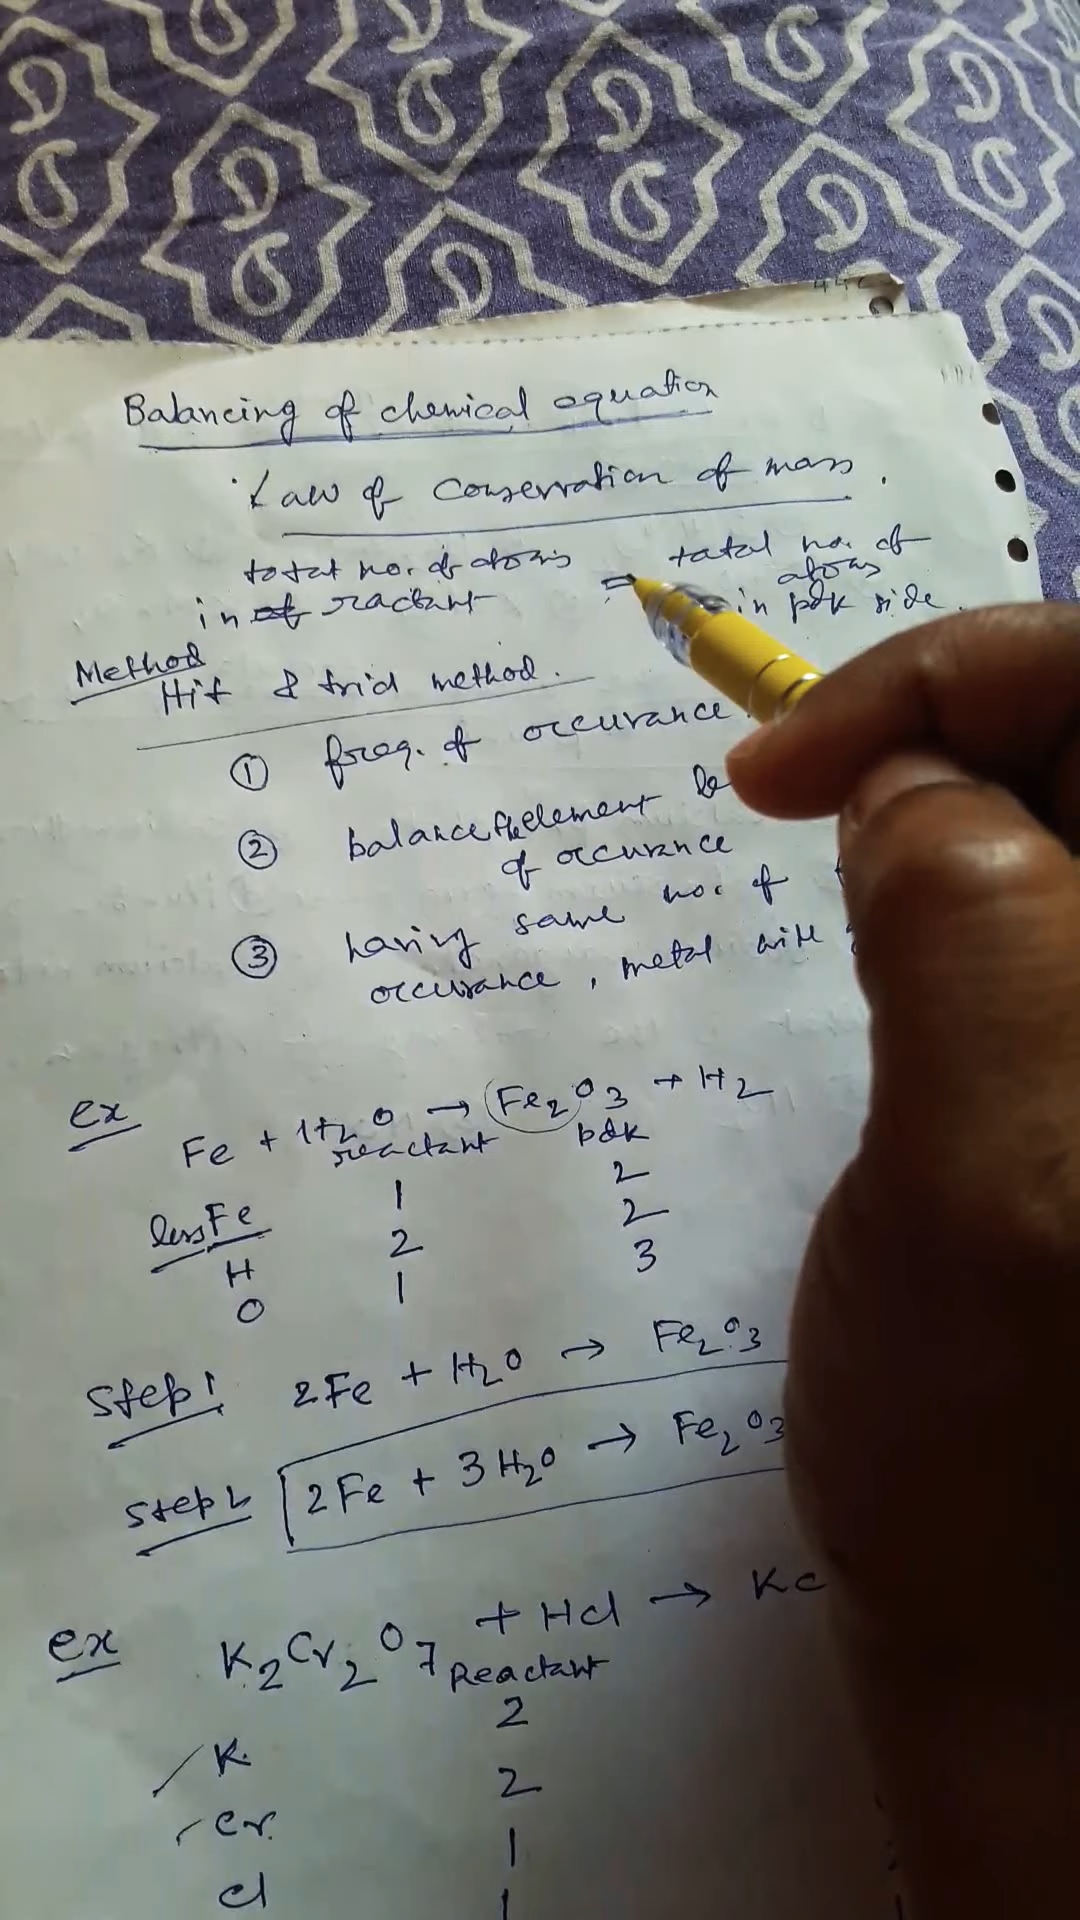 Balancing of chemical equation
Law of Conservation of mass.
total no. of atoms = total no. of atoms
in reactant in pdk side.
Method
Hit & trial method.
① freq. of occurance
② balance the element
of occurance
③ having same no. of
occurance, metal will
ex
Fe + H2O → Fe2O3 + H2
reactant pdk
less Fe 1 2
H 2 2
O 1 3
Step 1 2Fe + H2O → Fe2O3
Step 2 2Fe + 3H2O → Fe2O3
ex K2Cr2O7 + Hcl → Kc
Reactant
K. 2
Cr. 2
cl 1
1